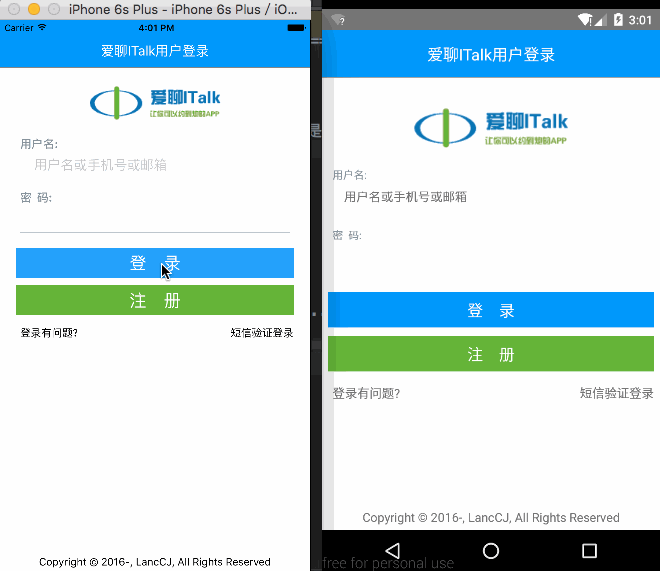 iPhone 6s Plus - iPhone 6s Plus / iO...
Carrier
4:01 PM
爱聊ITalk用户登录
爱聊ITalk
让您可以约到她的APP
用户名:
用户名或手机号或邮箱
密 码:
登 录
注 册
登录有问题?
短信验证登录
Copyright © 2016-, LancCJ, All Rights Reserved
3:01
爱聊ITalk用户登录
爱聊ITalk
让您可以约到她的APP
用户名:
用户名或手机号或邮箱
密 码:
登 录
注 册
登录有问题?
短信验证登录
Copyright © 2016-, LancCJ, All Rights Reserved
free for personal use